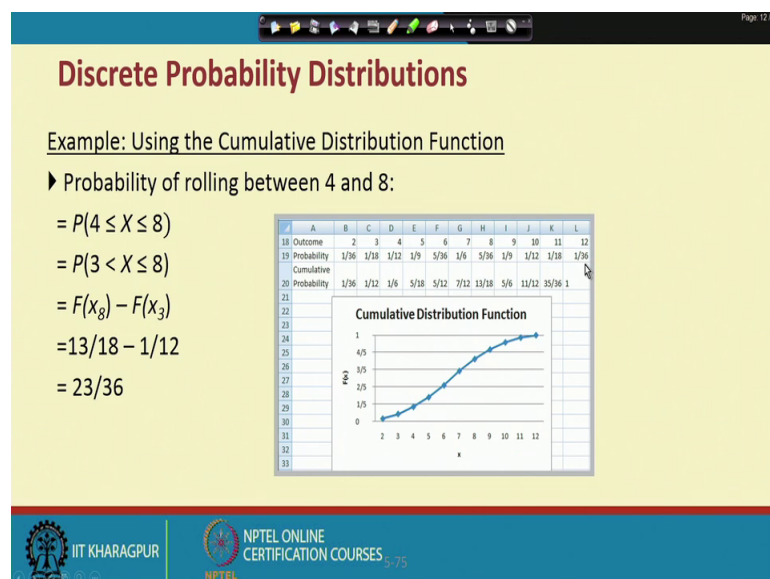 Page: 12
Discrete Probability Distributions
Example: Using the Cumulative Distribution Function
Probability of rolling between 4 and 8:
= P(4 ≤ X ≤ 8)
= P(3 < X ≤ 8)
= F(x₈) – F(x₃)
=13/18 – 1/12
= 23/36
A B C D E F G H I J K L
18 Outcome 2 3 4 5 6 7 8 9 10 11 12
19 Probability 1/36 1/18 1/12 1/9 5/36 1/6 5/36 1/9 1/12 1/18 1/36
Cumulative
20 Probability 1/36 1/12 1/6 5/18 5/12 7/12 13/18 5/6 11/12 35/36 1
21
22
23
24
25
26
27
28
29
30
31
32
33
Cumulative Distribution Function
1
4/5
3/5
2/5
1/5
0
F(x)
2 3 4 5 6 7 8 9 10 11 12
x
IIT KHARAGPUR
NPTEL ONLINE
CERTIFICATION COURSES
5-75
NPTEL